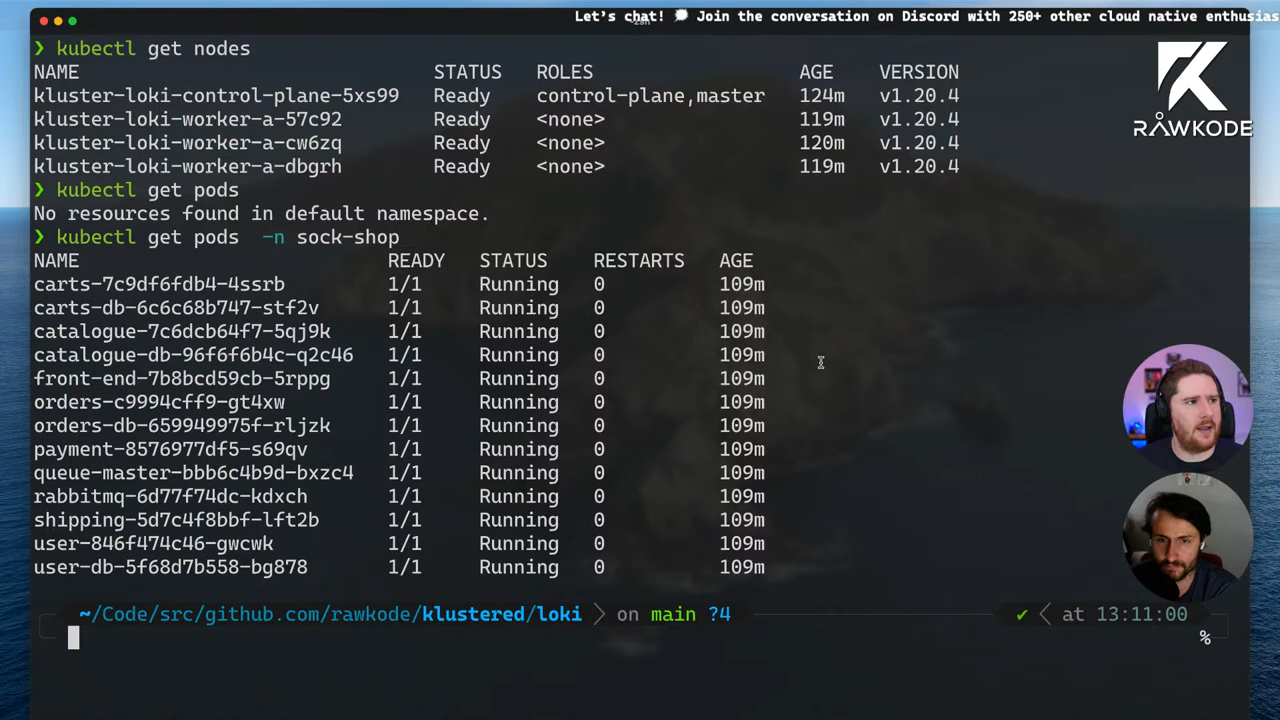 Let's chat! Join the conversation on Discord with 250+ other cloud native enthusias
❯ kubectl get nodes
NAME STATUS ROLES AGE VERSION
kluster-loki-control-plane-5xs99 Ready control-plane,master 124m v1.20.4
kluster-loki-worker-a-57c92 Ready <none> 119m v1.20.4
kluster-loki-worker-a-cw6zq Ready <none> 120m v1.20.4
kluster-loki-worker-a-dbgrh Ready <none> 119m v1.20.4
❯ kubectl get pods
No resources found in default namespace.
❯ kubectl get pods -n sock-shop
NAME READY STATUS RESTARTS AGE
carts-7c9df6fdb4-4ssrb 1/1 Running 0 109m
carts-db-6c6c68b747-stf2v 1/1 Running 0 109m
catalogue-7c6dcb64f7-5qj9k 1/1 Running 0 109m
catalogue-db-96f6f6b4c-q2c46 1/1 Running 0 109m
front-end-7b8bcd59cb-5rppg 1/1 Running 0 109m
orders-c9994cff9-gt4xw 1/1 Running 0 109m
orders-db-659949975f-rljzk 1/1 Running 0 109m
payment-8576977df5-s69qv 1/1 Running 0 109m
queue-master-bbb6c4b9d-bxzc4 1/1 Running 0 109m
rabbitmq-6d77f74dc-kdxch 1/1 Running 0 109m
shipping-5d7c4f8bbf-lft2b 1/1 Running 0 109m
user-846f474c46-gwcwk 1/1 Running 0 109m
user-db-5f68d7b558-bg878 1/1 Running 0 109m
~/Code/src/github.com/rawkode/klustered/loki on main ?4 ✔ at 13:11:00
%
RAWKODE